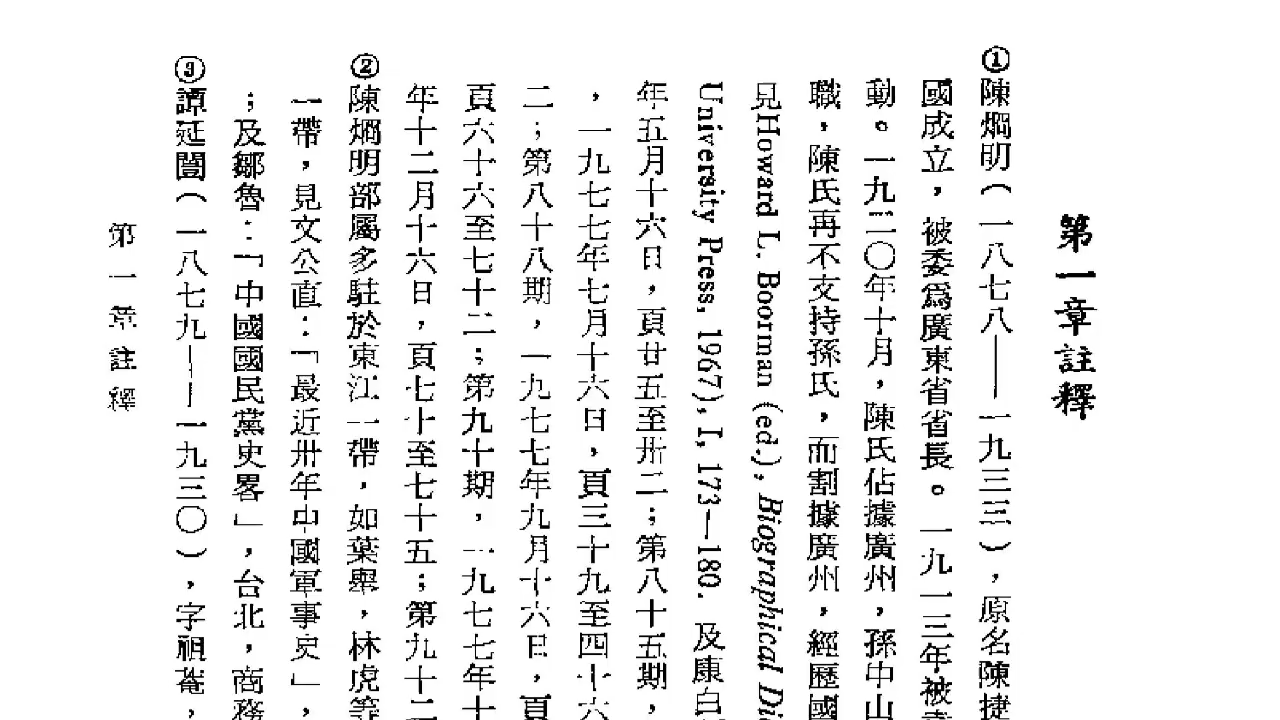 第一章註釋
①陳烱明（一八七八——一九三三），原名陳捷
國成立，被委爲廣東省省長。一九一三年被
動。一九二〇年十月，陳氏佔據廣州，孫中山
職，陳氏再不支持孫氏，而割據廣州，經歷國
見Howard L. Boorman (ed.), Biographical Di
University Press, 1967), I, 173—180. 及康白
年五月十六日，頁廿五至卅二；第八十五期，
，一九七七年七月十六日，頁三十九至四十六
二；第八十八期，一九七七年九月十六日，頁
頁六十六至七十二；第九十期，一九七七年十
年十二月十六日，頁七十至七十五；第九十二
②陳烱明部屬多駐於東江一帶，如葉舉，林虎等
一帶，見文公直：「最近卅年中國軍事史」，
；及鄒魯：「中國國民黨史畧」，台北，商務
③譚延闓（一八七九——一九三〇），字祖菴，
第一章註釋